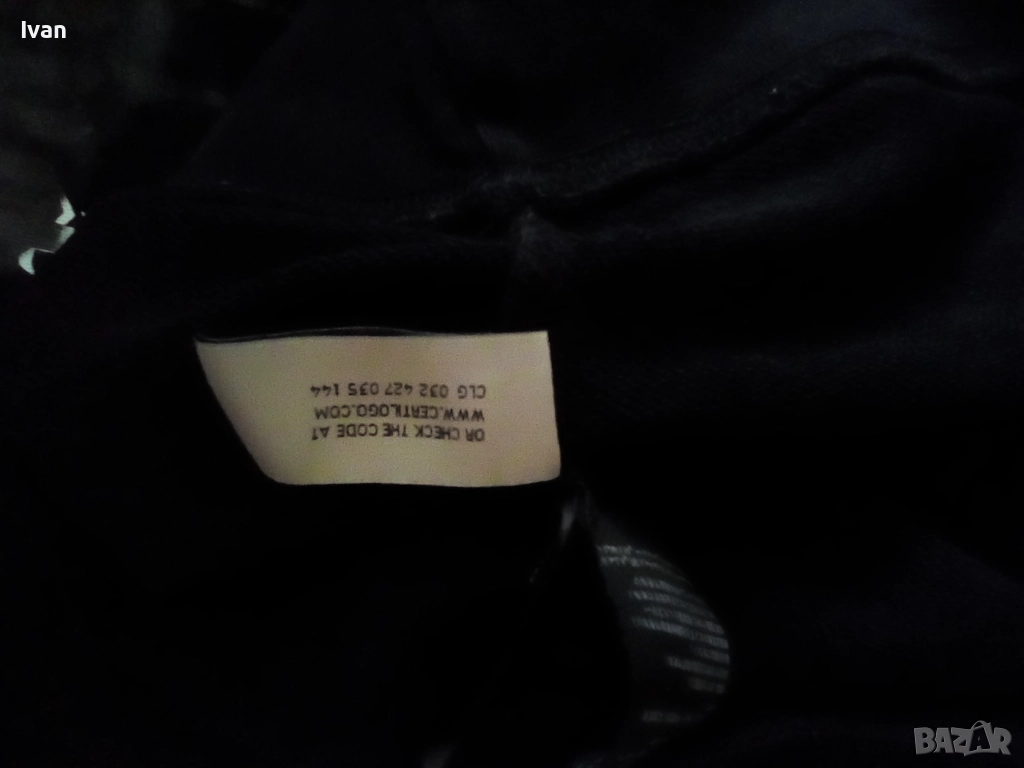 Ivan
OR CHECK THE CODE AT
WWW.CERTILOGO.COM
CLG 032 427 035 144
BAZAR